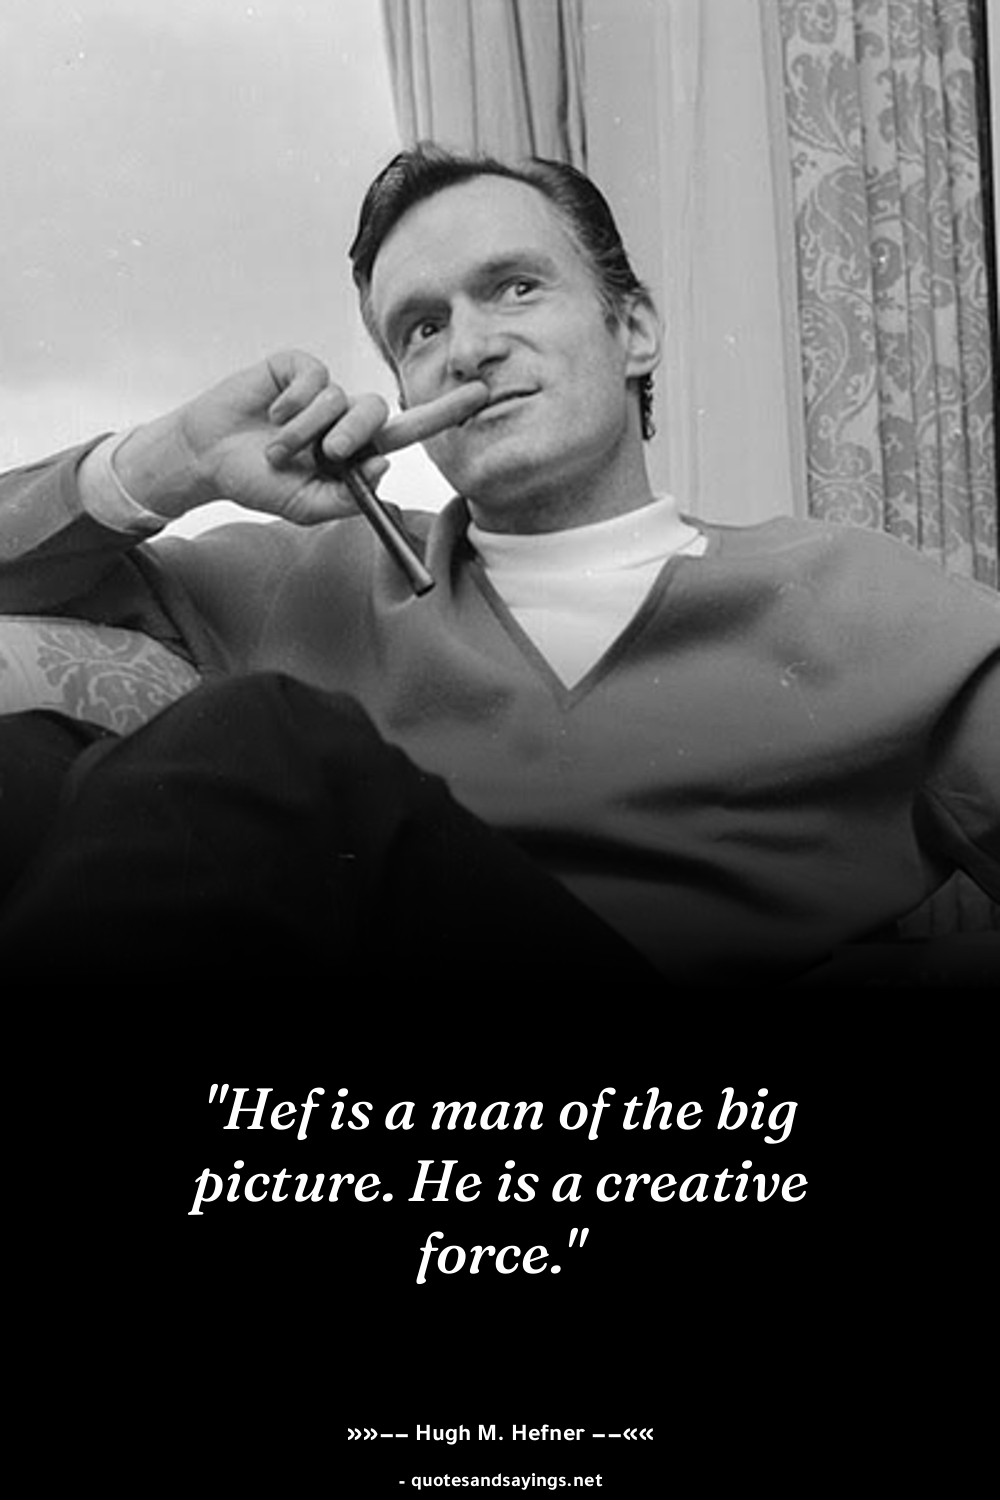 "Hef is a man of the big
picture. He is a creative
force."
»»–– Hugh M. Hefner ––««
- quotesandsayings.net